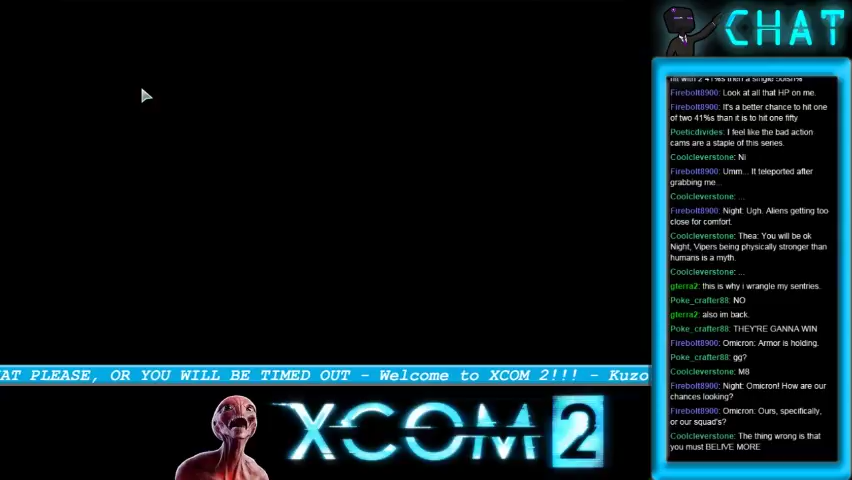 CHAT
hit with 2 41%s then a single 50ish%
Firebolt8900: Look at all that HP on me.
Firebolt8900: It's a better chance to hit one
of two 41%s than it is to hit one fifty
Poeticdivides: I feel like the bad action
cams are a staple of this series.
Coolcleverstone: Ni
Firebolt8900: Umm... It teleported after
grabbing me...
Coolcleverstone: ...
Firebolt8900: Night: Ugh. Aliens getting too
close for comfort.
Coolcleverstone: Thea: You will be ok
Night, Vipers being physically stronger than
humans is a myth.
Coolcleverstone: ...
gterra2: this is why i wrangle my sentries.
Poke_crafter88: NO
gterra2: also im back.
Poke_crafter88: THEY'RE GANNA WIN
Firebolt8900: Omicron: Armor is holding.
Poke_crafter88: gg?
Coolcleverstone: M8
Firebolt8900: Night: Omicron! How are our
chances looking?
Firebolt8900: Omicron: Ours, specifically,
or our squad's?
Coolcleverstone: The thing wrong is that
you must BELIVE MORE
AT PLEASE, OR YOU WILL BE TIMED OUT - Welcome to XCOM 2!!! - Kuzo
XCOM 2